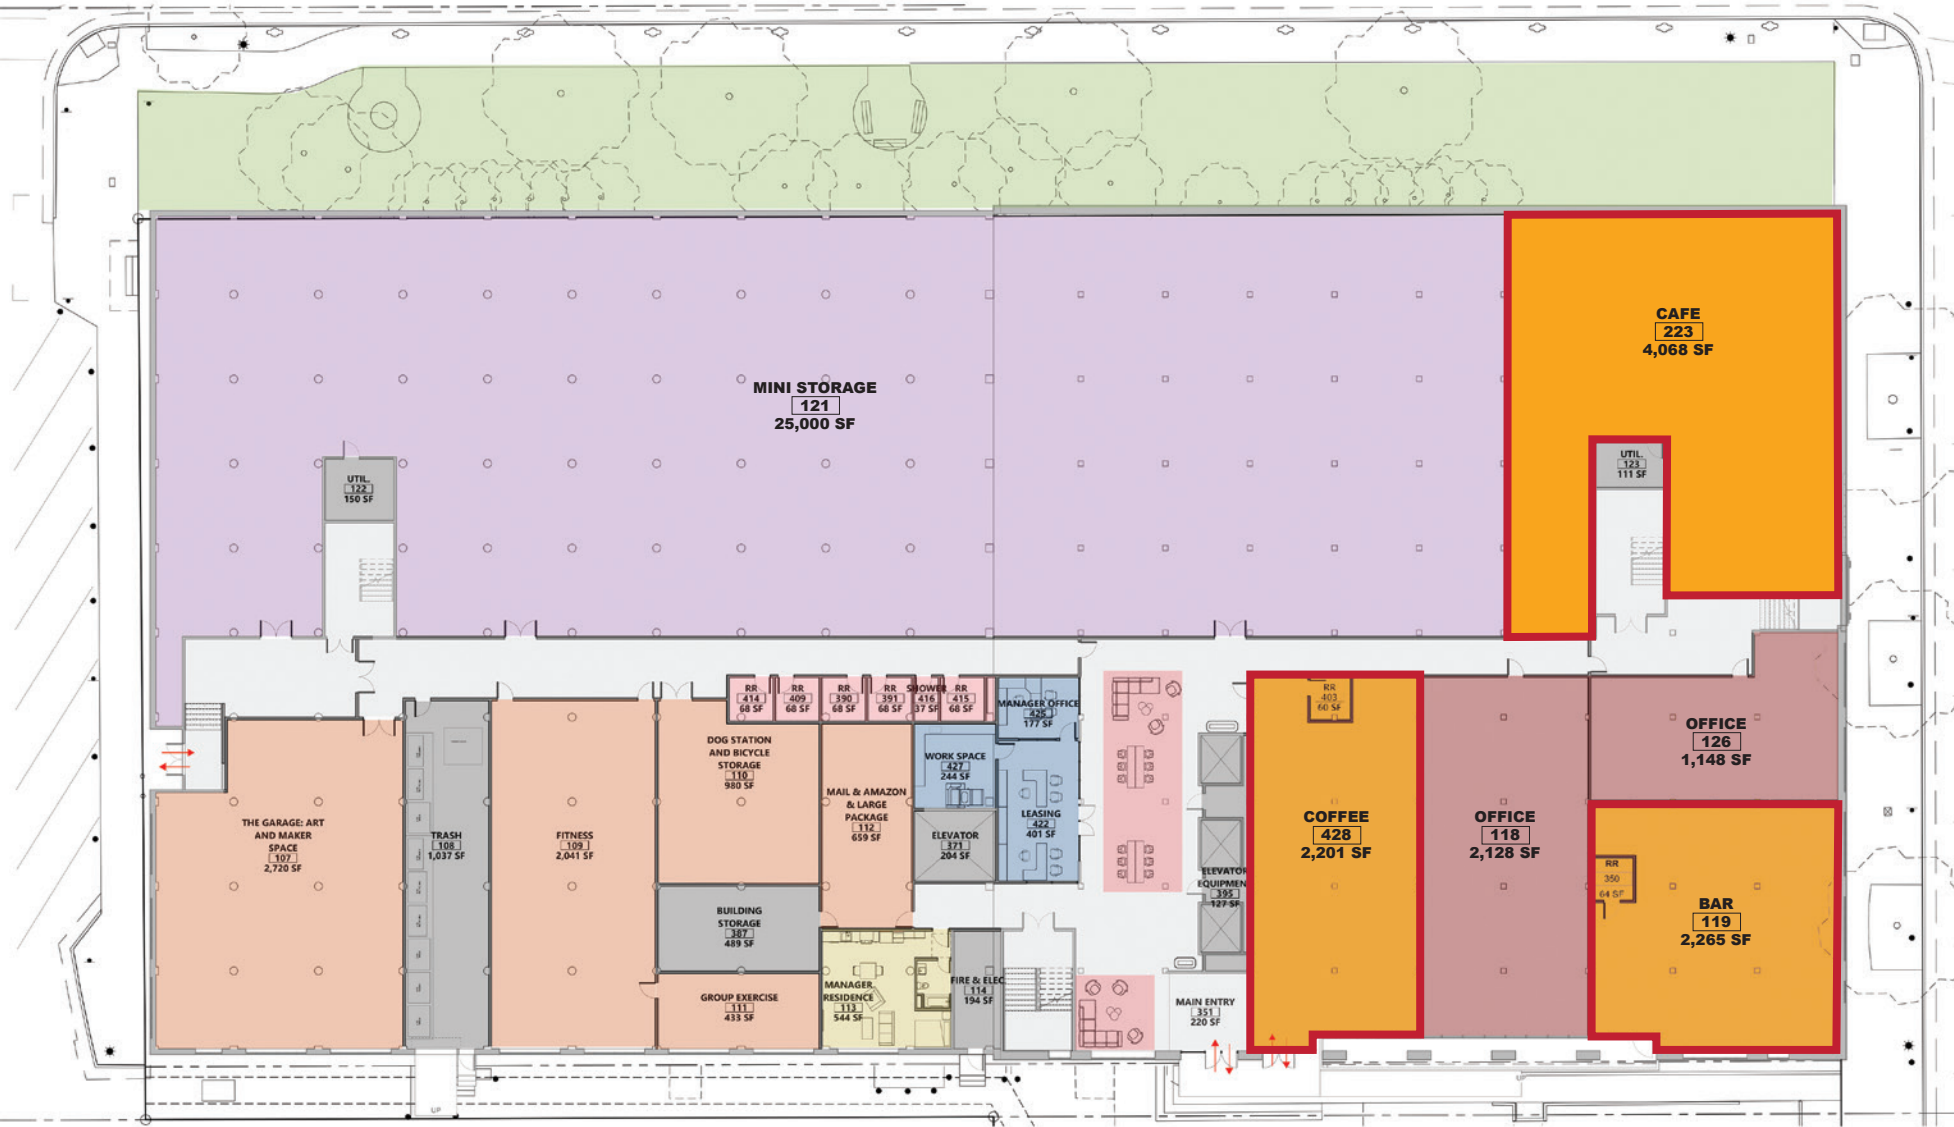 CAFE
223
4,068 SF
MINI STORAGE
121
25,000 SF
UTIL.
122
150 SF
UTIL.
123
111 SF
RR
414
68 SF
RR
409
68 SF
RR
390
68 SF
RR
391
68 SF
SHOWER
416
37 SF
RR
415
68 SF
MANAGER OFFICE
425
177 SF
RR
403
60 SF
DOG STATION
AND BICYCLE
STORAGE
110
980 SF
WORK SPACE
427
244 SF
OFFICE
126
1,148 SF
MAIL & AMAZON
& LARGE
PACKAGE
112
659 SF
LEASING
422
401 SF
THE GARAGE: ART
AND MAKER
SPACE
107
2,720 SF
TRASH
108
1,037 SF
FITNESS
109
2,041 SF
ELEVATOR
371
204 SF
COFFEE
428
2,201 SF
OFFICE
118
2,128 SF
ELEVATOR
EQUIPMEN
395
127 SF
RR
350
64 SF
BAR
119
2,265 SF
BUILDING
STORAGE
387
489 SF
MANAGER
RESIDENCE
113
544 SF
FIRE & ELEC
114
194 SF
GROUP EXERCISE
111
433 SF
MAIN ENTRY
351
220 SF
UP
UP